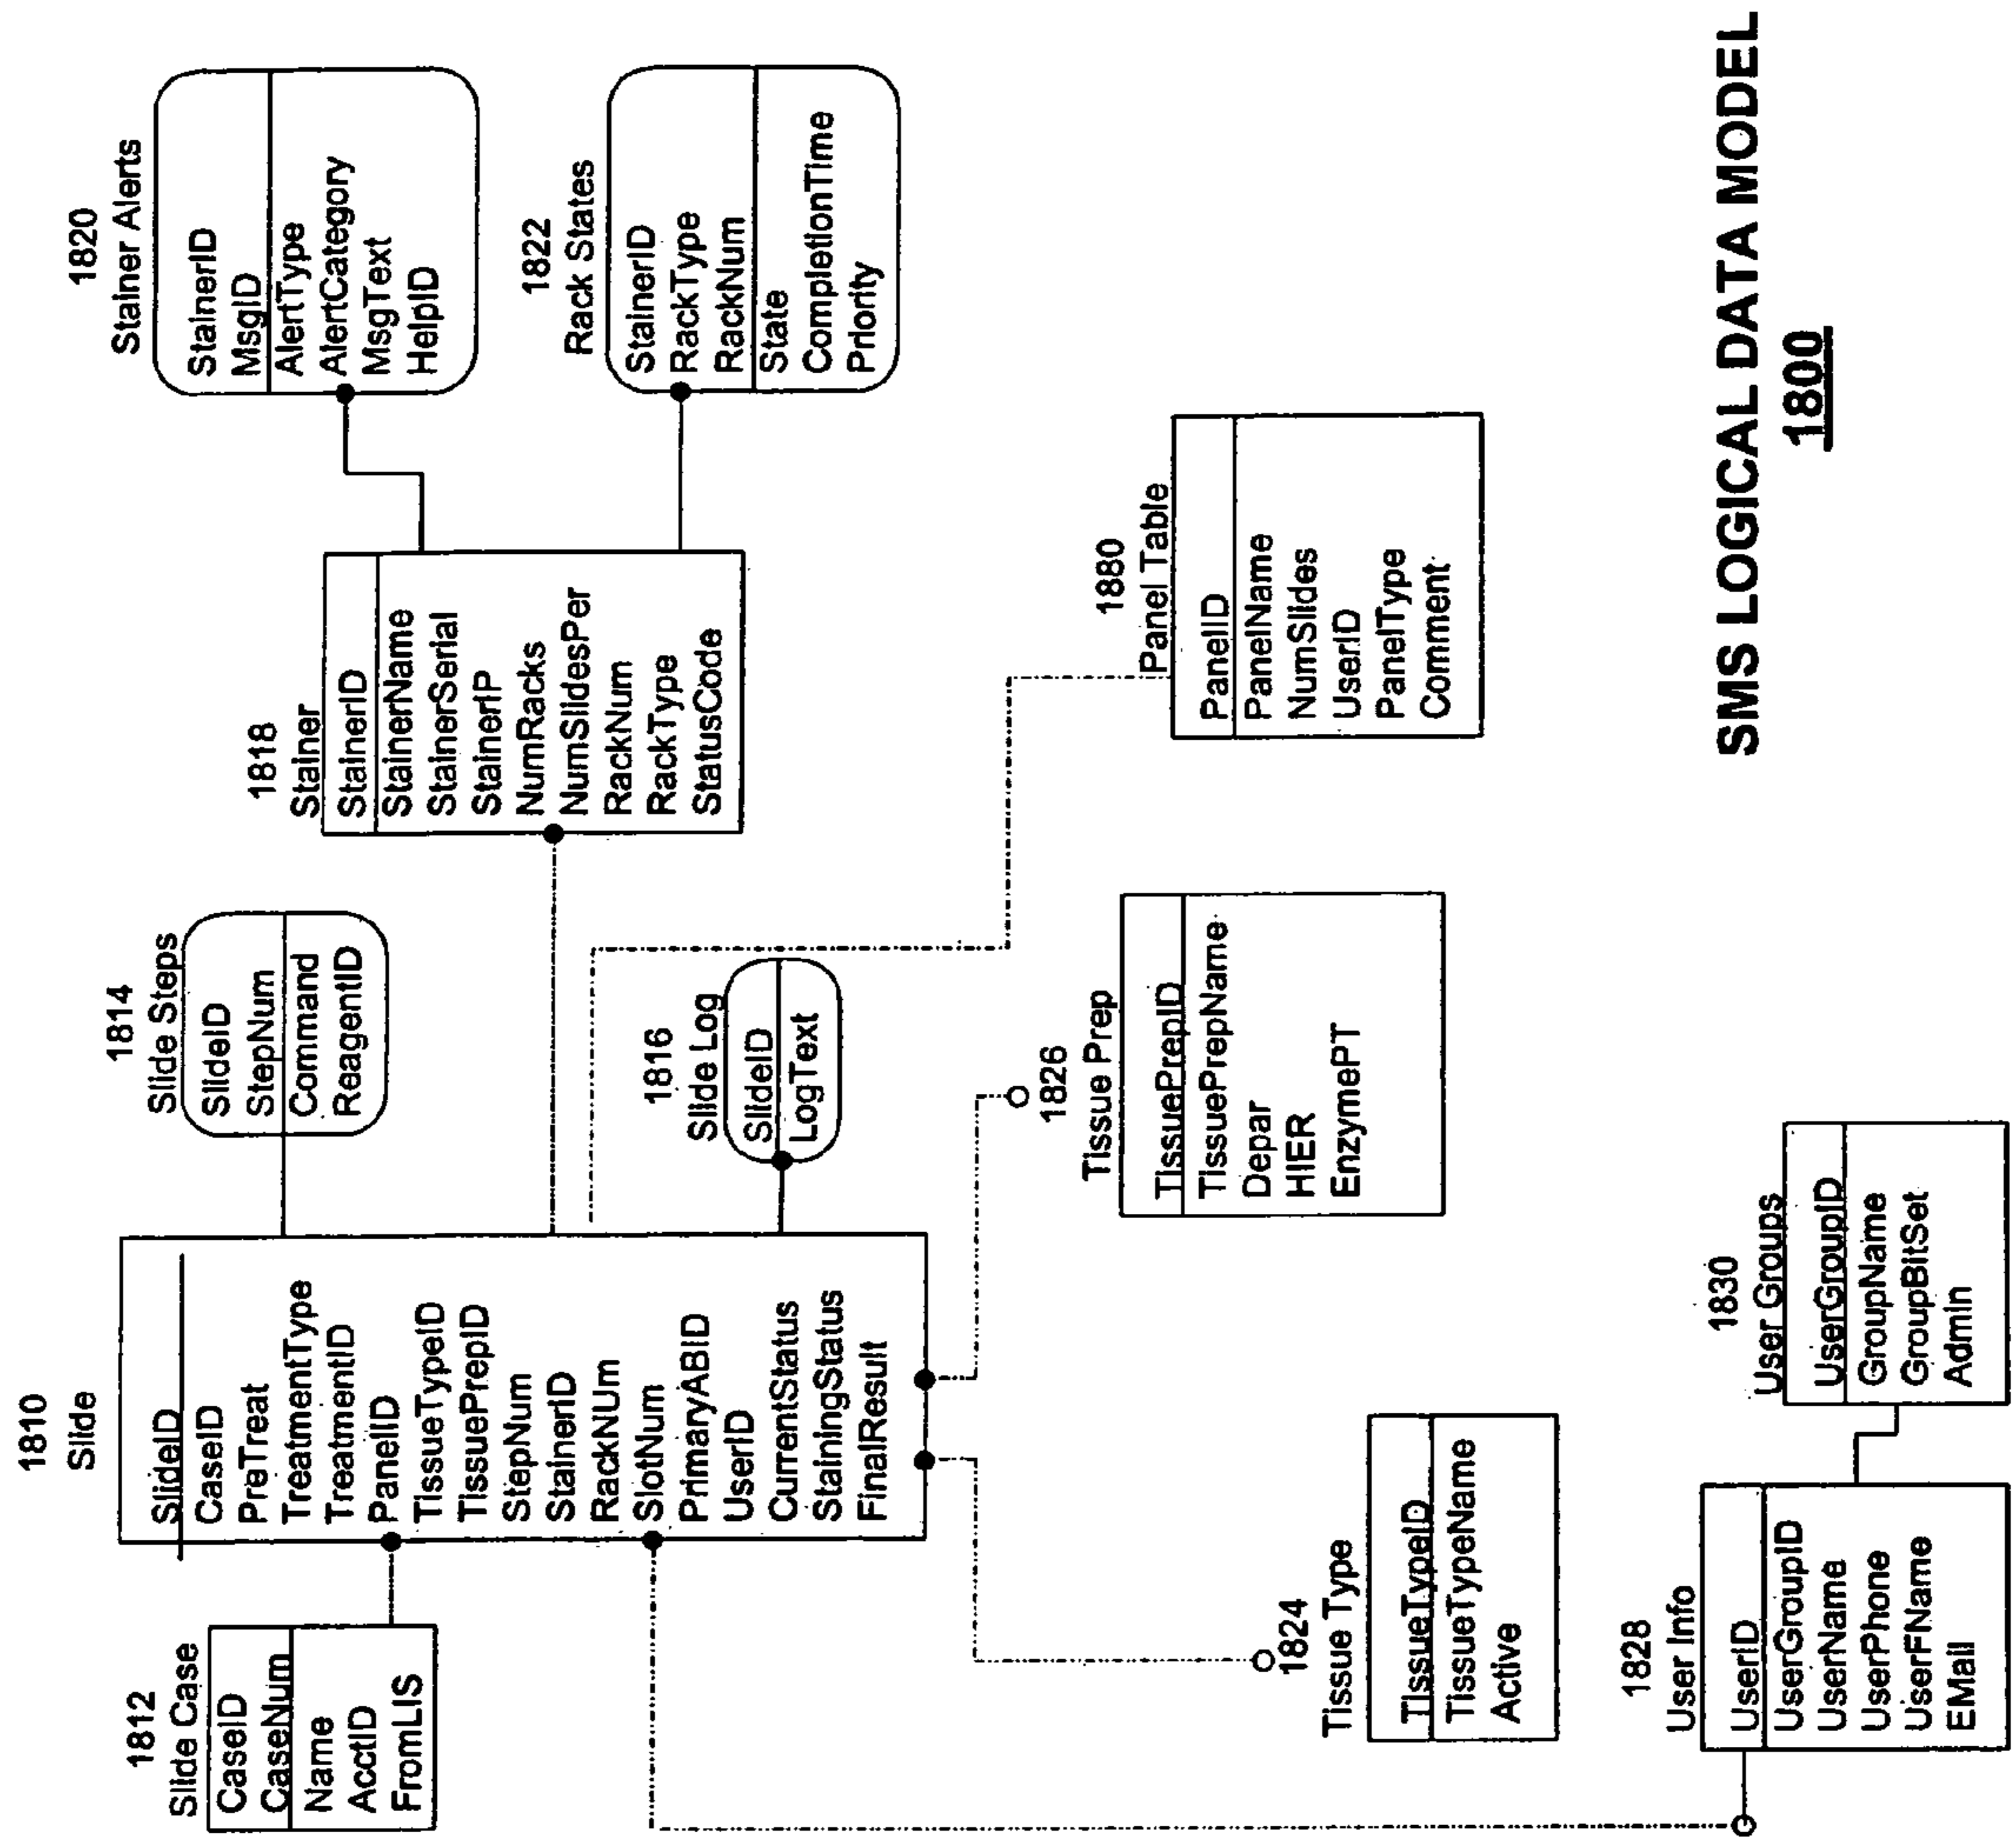 1812
Slide Case
CaseID
CaseNum
Name
AcctID
FromLIS
1810
Slide
SlideID
CaseID
PreTreat
TreatmentType
TreatmentID
PanelID
TissueTypeID
TissuePrepID
StepNum
StainerID
RackNUm
SlotNum
PrimaryABID
UserID
CurrentStatus
StainingStatus
FinalResult
1814
Slide Steps
SlideID
StepNum
Command
ReagentID
1816
Slide Log
SlideID
LogText
1818
Stainer
StainerID
StainerName
StainerSerial
StainerIP
NumRacks
NumSlidesPer
RackNum
RackType
StatusCode
1820
Stainer Alerts
StainerID
MsgID
AlertType
AlertCategory
MsgText
HelpID
1822
Rack States
StainerID
RackType
RackNum
State
CompletionTime
Priority
1824
Tissue Type
TissueTypeID
TissueTypeName
Active
1826
Tissue Prep
TissuePrepID
TissuePrepName
Depar
HIER
EnzymePT
1880
Panel Table
PanelID
PanelName
NumSlides
UserID
PanelType
Comment
1828
User Info
UserID
UserGroupID
UserName
UserPhone
UserFName
EMail
1830
User Groups
UserGroupID
GroupName
GroupBitSet
Admin
SMS LOGICAL DATA MODEL
1800